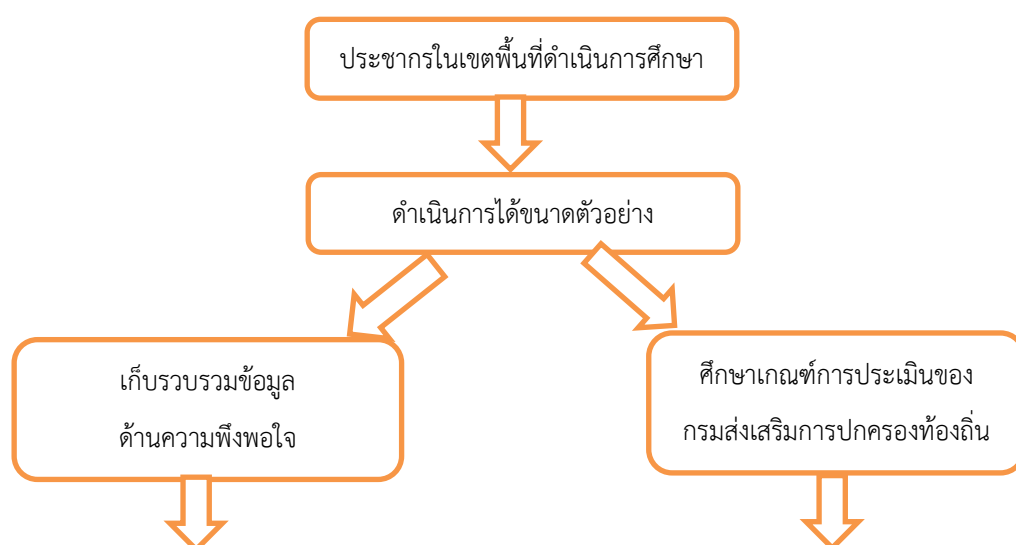 ประชากรในเขตพื้นที่ดำเนินการศึกษา
ดำเนินการได้ขนาดตัวอย่าง
เก็บรวบรวมข้อมูล
ด้านความพึงพอใจ
ศึกษาเกณฑ์การประเมินของ
กรมส่งเสริมการปกครองท้องถิ่น